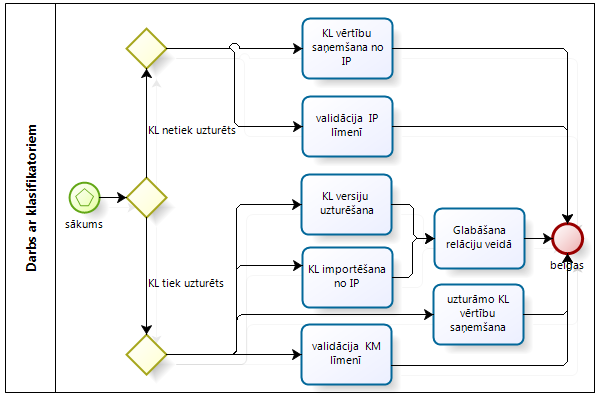 Darbs ar klasifikatoriem
KL vērtību
saņemšana no
IP
validācija  IP
līmenī
KL netiek uzturēts
sākums
KL versiju
uzturēšana
Glabāšana
relāciju veidā
beigas
KL importēšana
no IP
KL tiek uzturēts
uzturāmo KL
vērtību
saņemšana
validācija  KM
līmenī